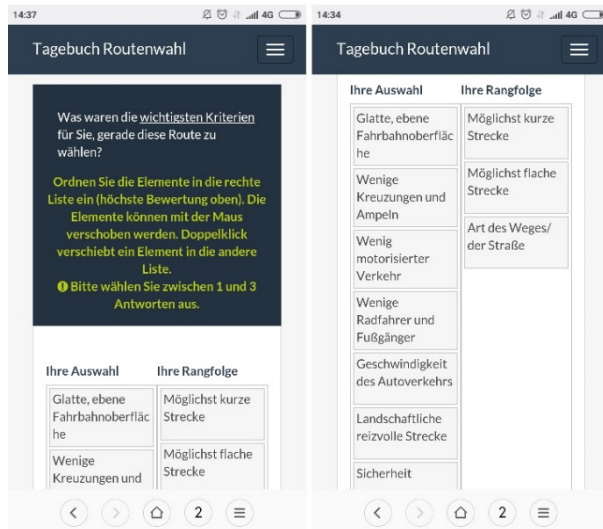 14:37
4G
Tagebuch Routenwahl
Was waren die wichtigsten Kriterien
für Sie, gerade diese Route zu
wählen?
Ordnen Sie die Elemente in die rechte
Liste ein (höchste Bewertung oben). Die
Elemente können mit der Maus
verschoben werden. Doppelklick
verschiebt ein Element in die andere
Liste.
Bitte wählen Sie zwischen 1 und 3
Antworten aus.
Ihre Auswahl
Glatte, ebene
Fahrbahnoberfläc
he
Wenige
Kreuzungen und
Ihre Rangfolge
Möglichst kurze
Strecke
Möglichst flache
Strecke
2
14:34
4G
Tagebuch Routenwahl
Ihre Auswahl
Glatte, ebene
Fahrbahnoberfläc
he
Wenige
Kreuzungen und
Ampeln
Wenig
motorisierter
Verkehr
Wenige
Radfahrer und
Fußgänger
Geschwindigkeit
des Autoverkehrs
Landschaftliche
reizvolle Strecke
Sicherheit
Ihre Rangfolge
Möglichst kurze
Strecke
Möglichst flache
Strecke
Art des Weges/
der Straße
2